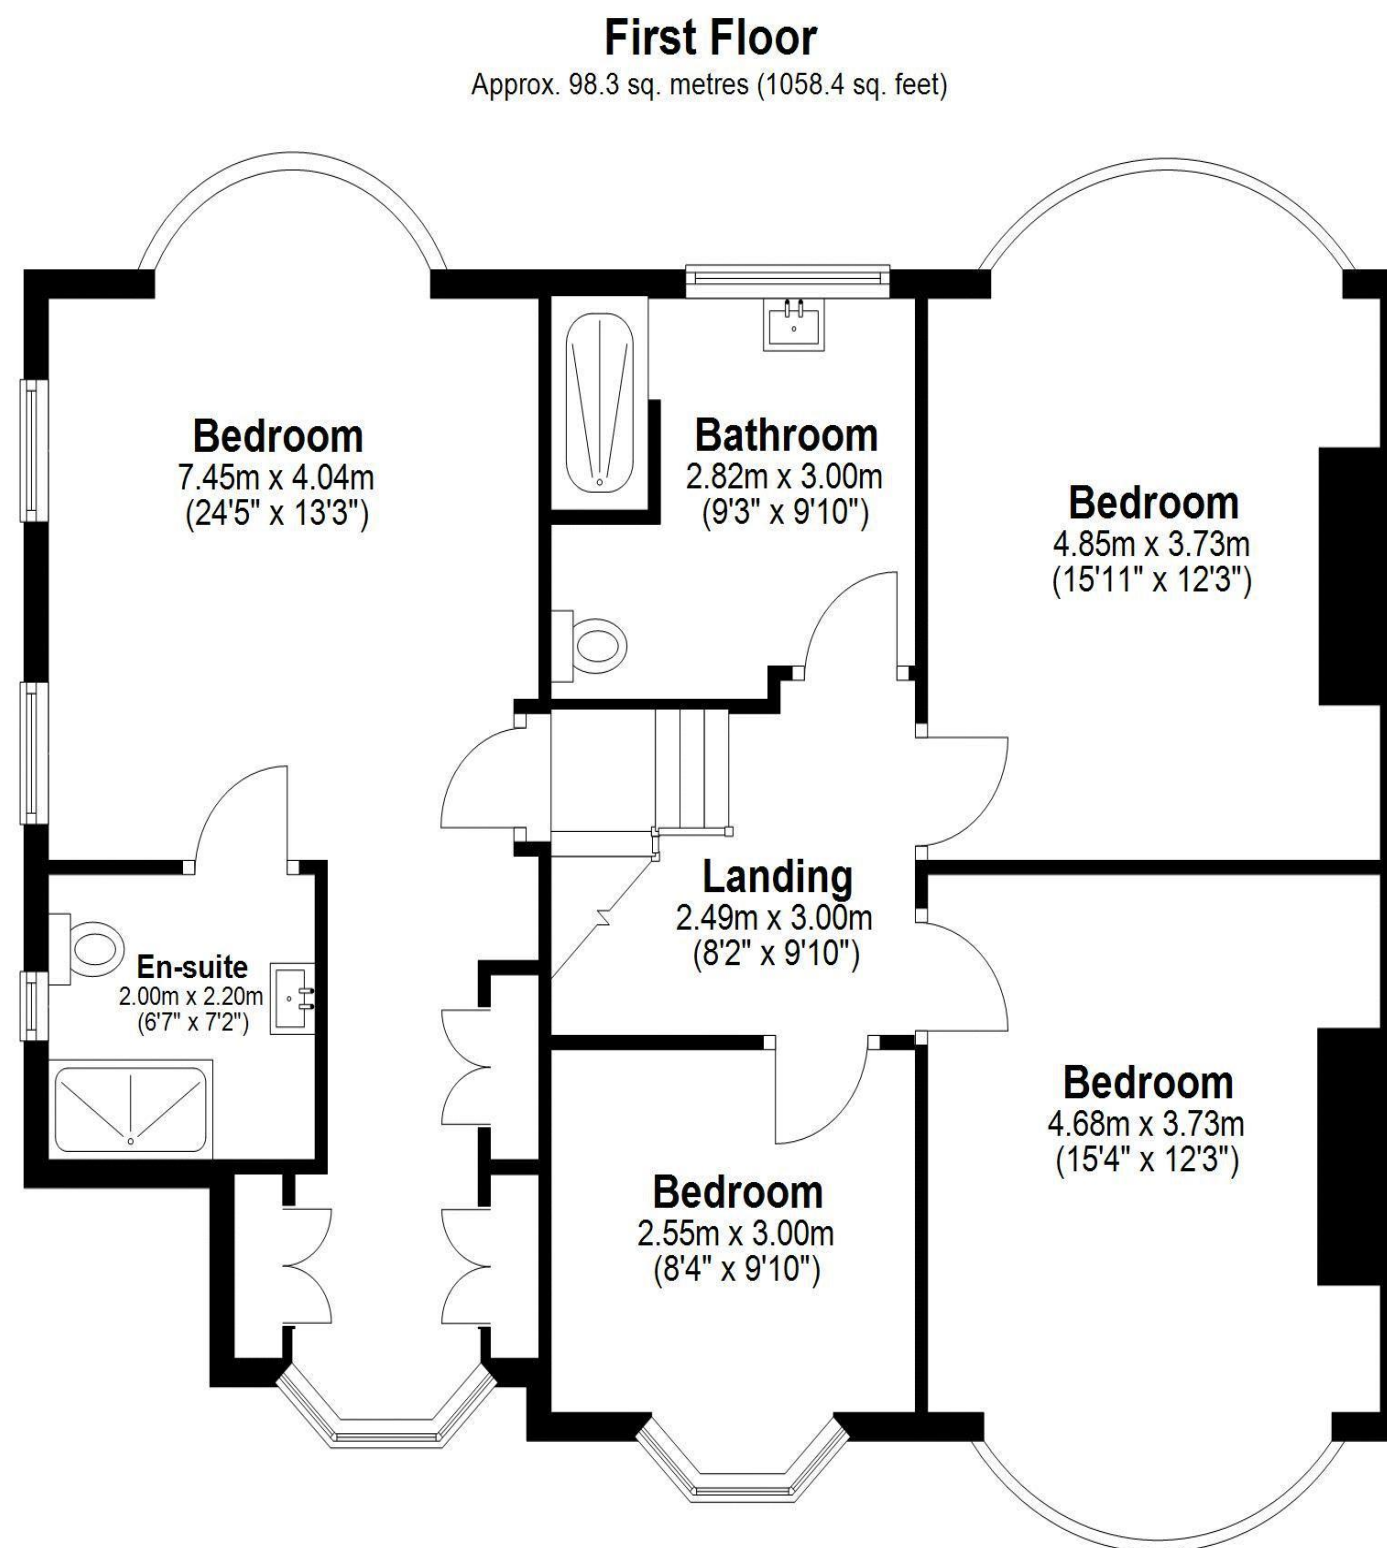 First Floor
Approx. 98.3 sq. metres (1058.4 sq. feet)
Bedroom
7.45m x 4.04m
(24'5" x 13'3")
Bathroom
2.82m x 3.00m
(9'3" x 9'10")
Bedroom
4.85m x 3.73m
(15'11" x 12'3")
Landing
2.49m x 3.00m
(8'2" x 9'10")
En-suite
2.00m x 2.20m
(6'7" x 7'2")
Bedroom
4.68m x 3.73m
(15'4" x 12'3")
Bedroom
2.55m x 3.00m
(8'4" x 9'10")